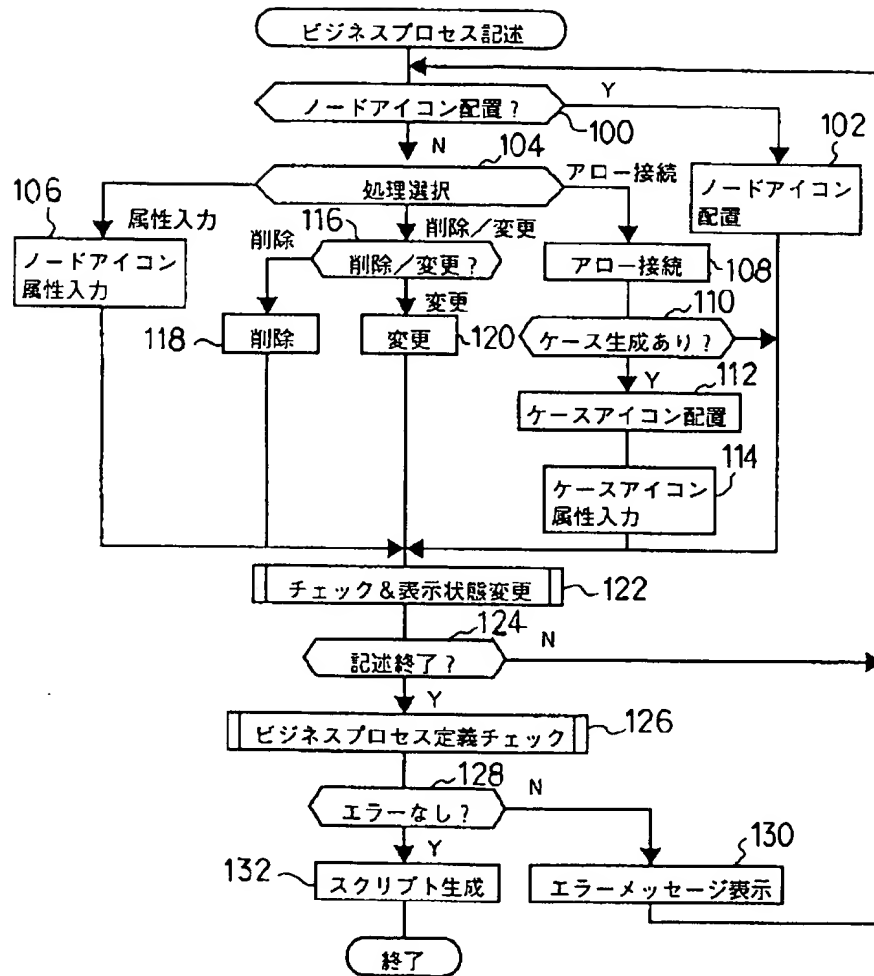 ビジネスプロセス記述
ノードアイコン配置?
Y
100
N
102
ノードアイコン
配置
104
処理選択
アロー接続
106
属性入力
ノードアイコン
属性入力
116
削除
削除/変更
削除/変更?
変更
118
削除
変更
120
アロー接続
108
110
ケース生成あり?
Y
112
ケースアイコン配置
114
ケースアイコン
属性入力
チェック&表示状態変更
122
124
記述終了?
N
Y
ビジネスプロセス定義チェック
126
128
エラーなし?
N
Y
132
スクリプト生成
130
エラーメッセージ表示
終了